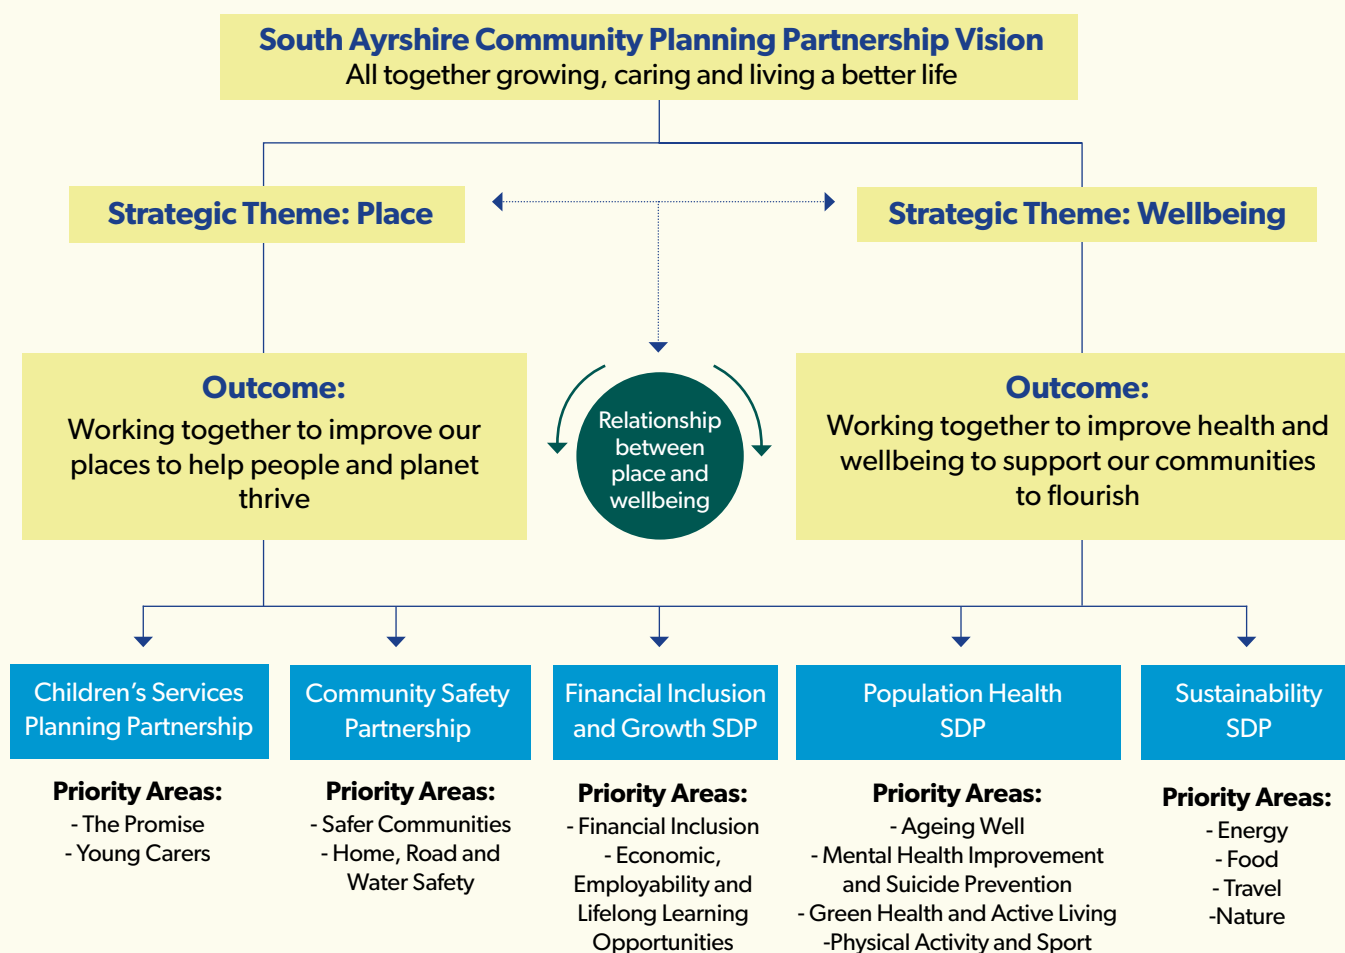 South Ayrshire Community Planning Partnership Vision
All together growing, caring and living a better life
Strategic Theme: Place
Strategic Theme: Wellbeing
Outcome:
Working together to improve our
places to help people and planet
thrive
Relationship
between
place and
wellbeing
Outcome:
Working together to improve health and
wellbeing to support our communities
to flourish
Children’s Services
Planning Partnership
Priority Areas:
- The Promise
- Young Carers
Community Safety
Partnership
Priority Areas:
- Safer Communities
- Home, Road and
Water Safety
Financial Inclusion
and Growth SDP
Priority Areas:
- Financial Inclusion
- Economic,
Employability and
Lifelong Learning
Opportunities
Population Health
SDP
Priority Areas:
- Ageing Well
- Mental Health Improvement
and Suicide Prevention
- Green Health and Active Living
-Physical Activity and Sport
Sustainability
SDP
Priority Areas:
- Energy
- Food
- Travel
-Nature